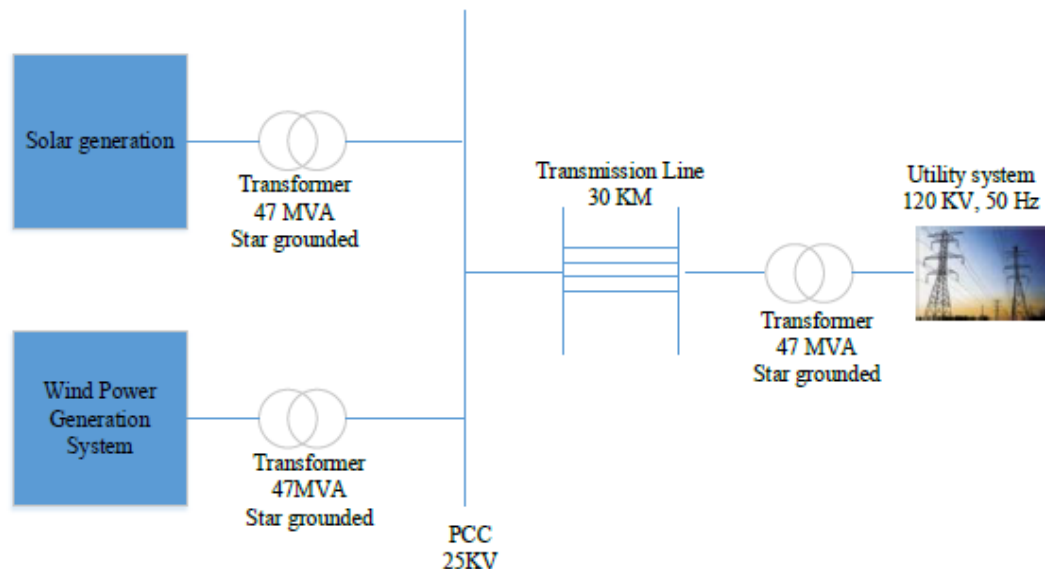 Solar generation
Transformer
47 MVA
Star grounded
Wind Power
Generation
System
Transformer
47MVA
Star grounded
PCC
25KV
Transmission Line
30 KM
Transformer
47 MVA
Star grounded
Utility system
120 KV, 50 Hz